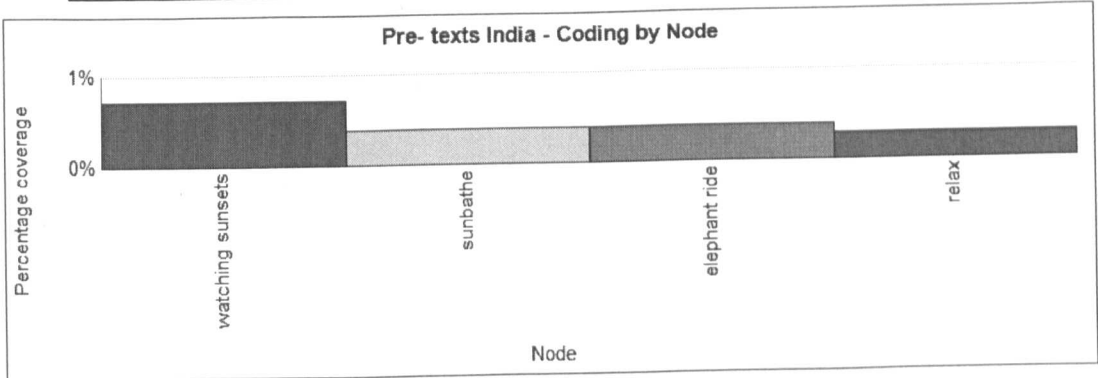 Pre- texts India - Coding by Node
1%
0%
Percentage coverage
watching sunsets
sunbathe
elephant ride
relax
Node